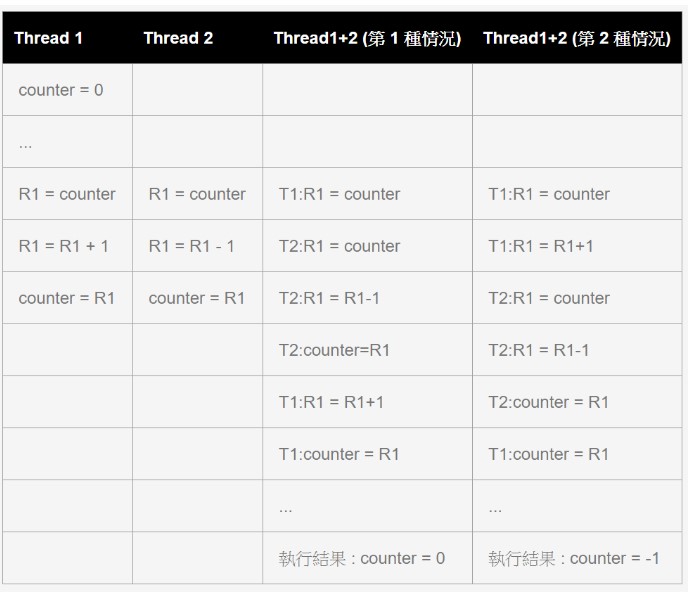 Thread 1 Thread 2 Thread1+2 (第 1 種情況) Thread1+2 (第 2 種情況)
counter = 0
...
R1 = counter R1 = counter T1:R1 = counter T1:R1 = counter
R1 = R1 + 1 R1 = R1 - 1 T2:R1 = counter T1:R1 = R1+1
counter = R1 counter = R1 T2:R1 = R1-1 T2:R1 = counter
T2:counter=R1 T2:R1 = R1-1
T1:R1 = R1+1 T2:counter = R1
T1:counter = R1 T1:counter = R1
... ...
執行結果 : counter = 0 執行結果 : counter = -1